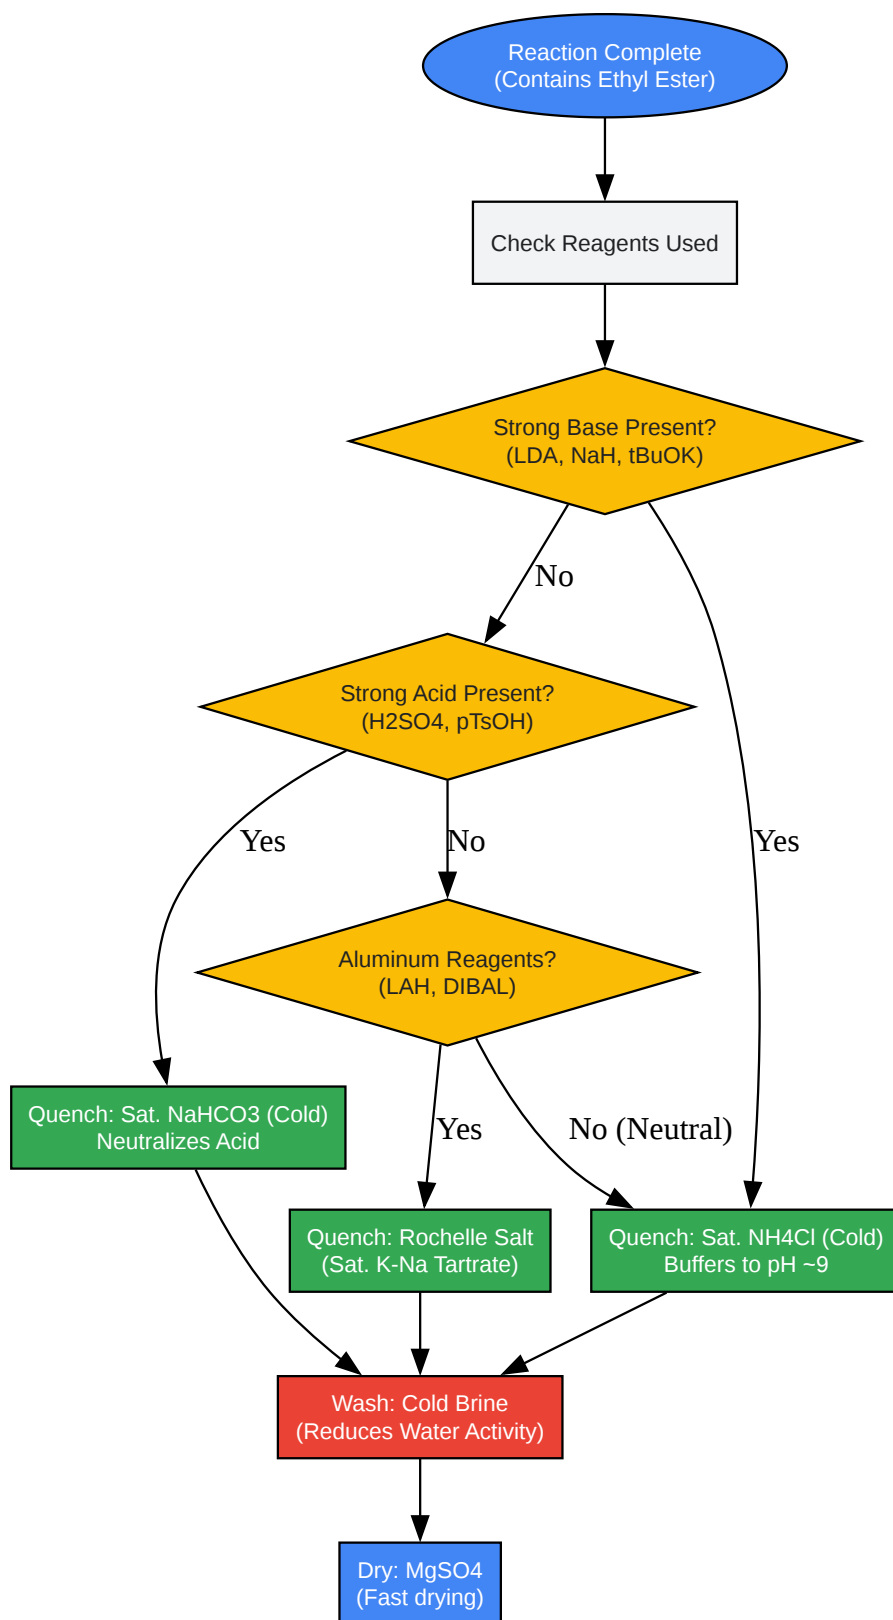 Reaction Complete
(Contains Ethyl Ester)
Check Reagents Used
Strong Base Present?
(LDA, NaH, tBuOK)
No
Strong Acid Present?
(H2SO4, pTsOH)
Yes
No
Yes
Aluminum Reagents?
(LAH, DIBAL)
Quench: Sat. NaHCO3 (Cold)
Neutralizes Acid
Yes
No (Neutral)
Quench: Rochelle Salt
(Sat. K-Na Tartrate)
Quench: Sat. NH4Cl (Cold)
Buffers to pH ~9
Wash: Cold Brine
(Reduces Water Activity)
Dry: MgSO4
(Fast drying)